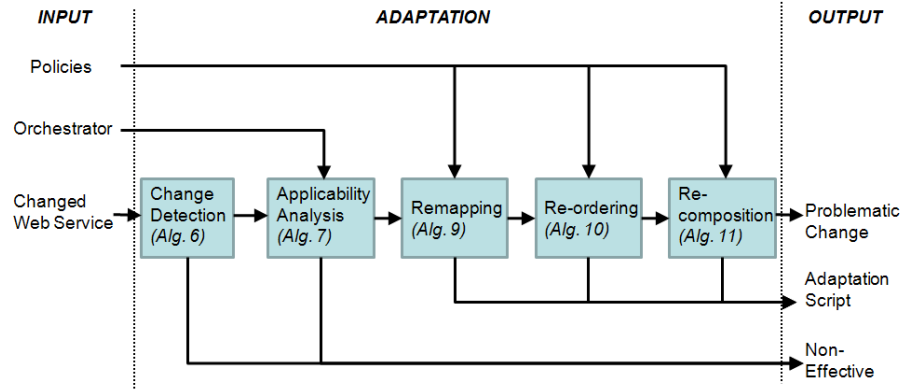 INPUT
ADAPTATION
OUTPUT
Policies
Orchestrator
Changed
Web Service
Change
Detection
(Alg. 6)
Applicability
Analysis
(Alg. 7)
Remapping
(Alg. 9)
Re-ordering
(Alg. 10)
Re-
composition
(Alg. 11)
Problematic
Change
Adaptation
Script
Non-
Effective